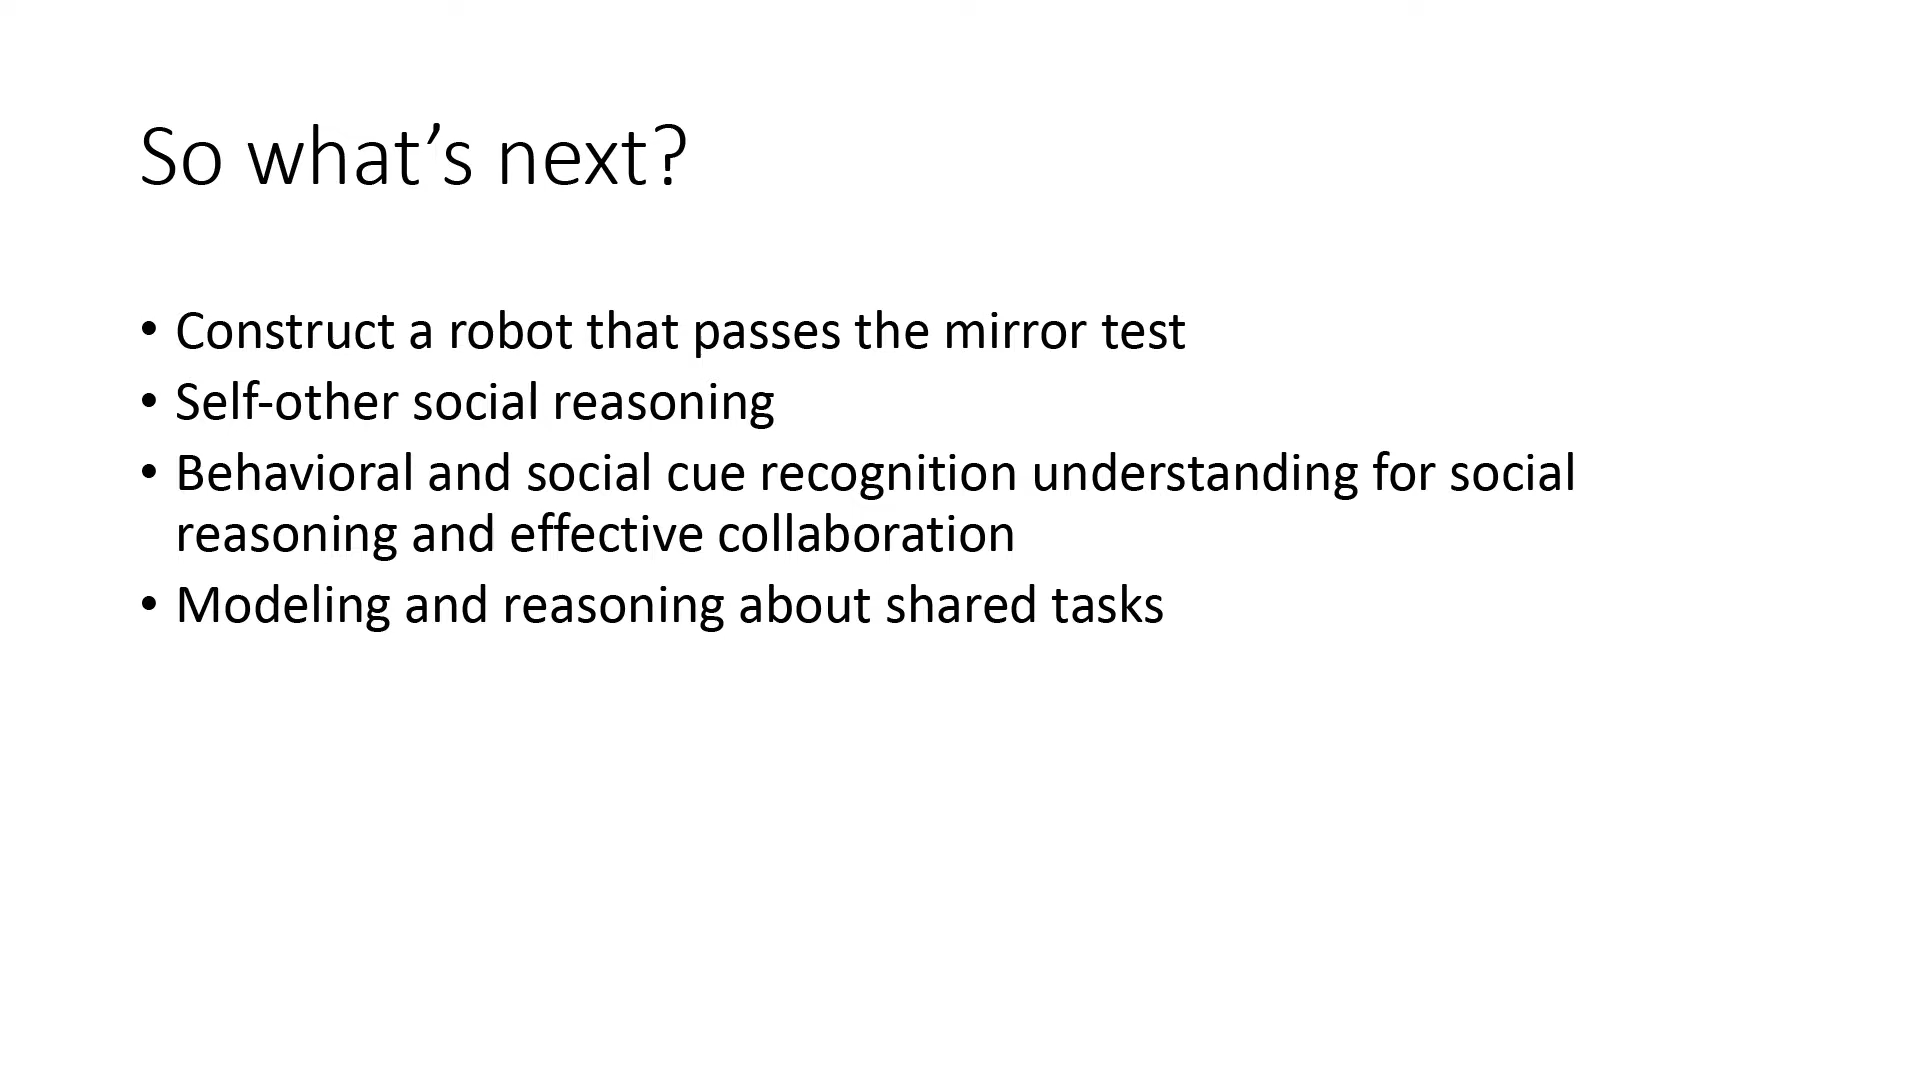 So what’s next?
• Construct a robot that passes the mirror test
• Self-other social reasoning
• Behavioral and social cue recognition understanding for social
reasoning and effective collaboration
• Modeling and reasoning about shared tasks